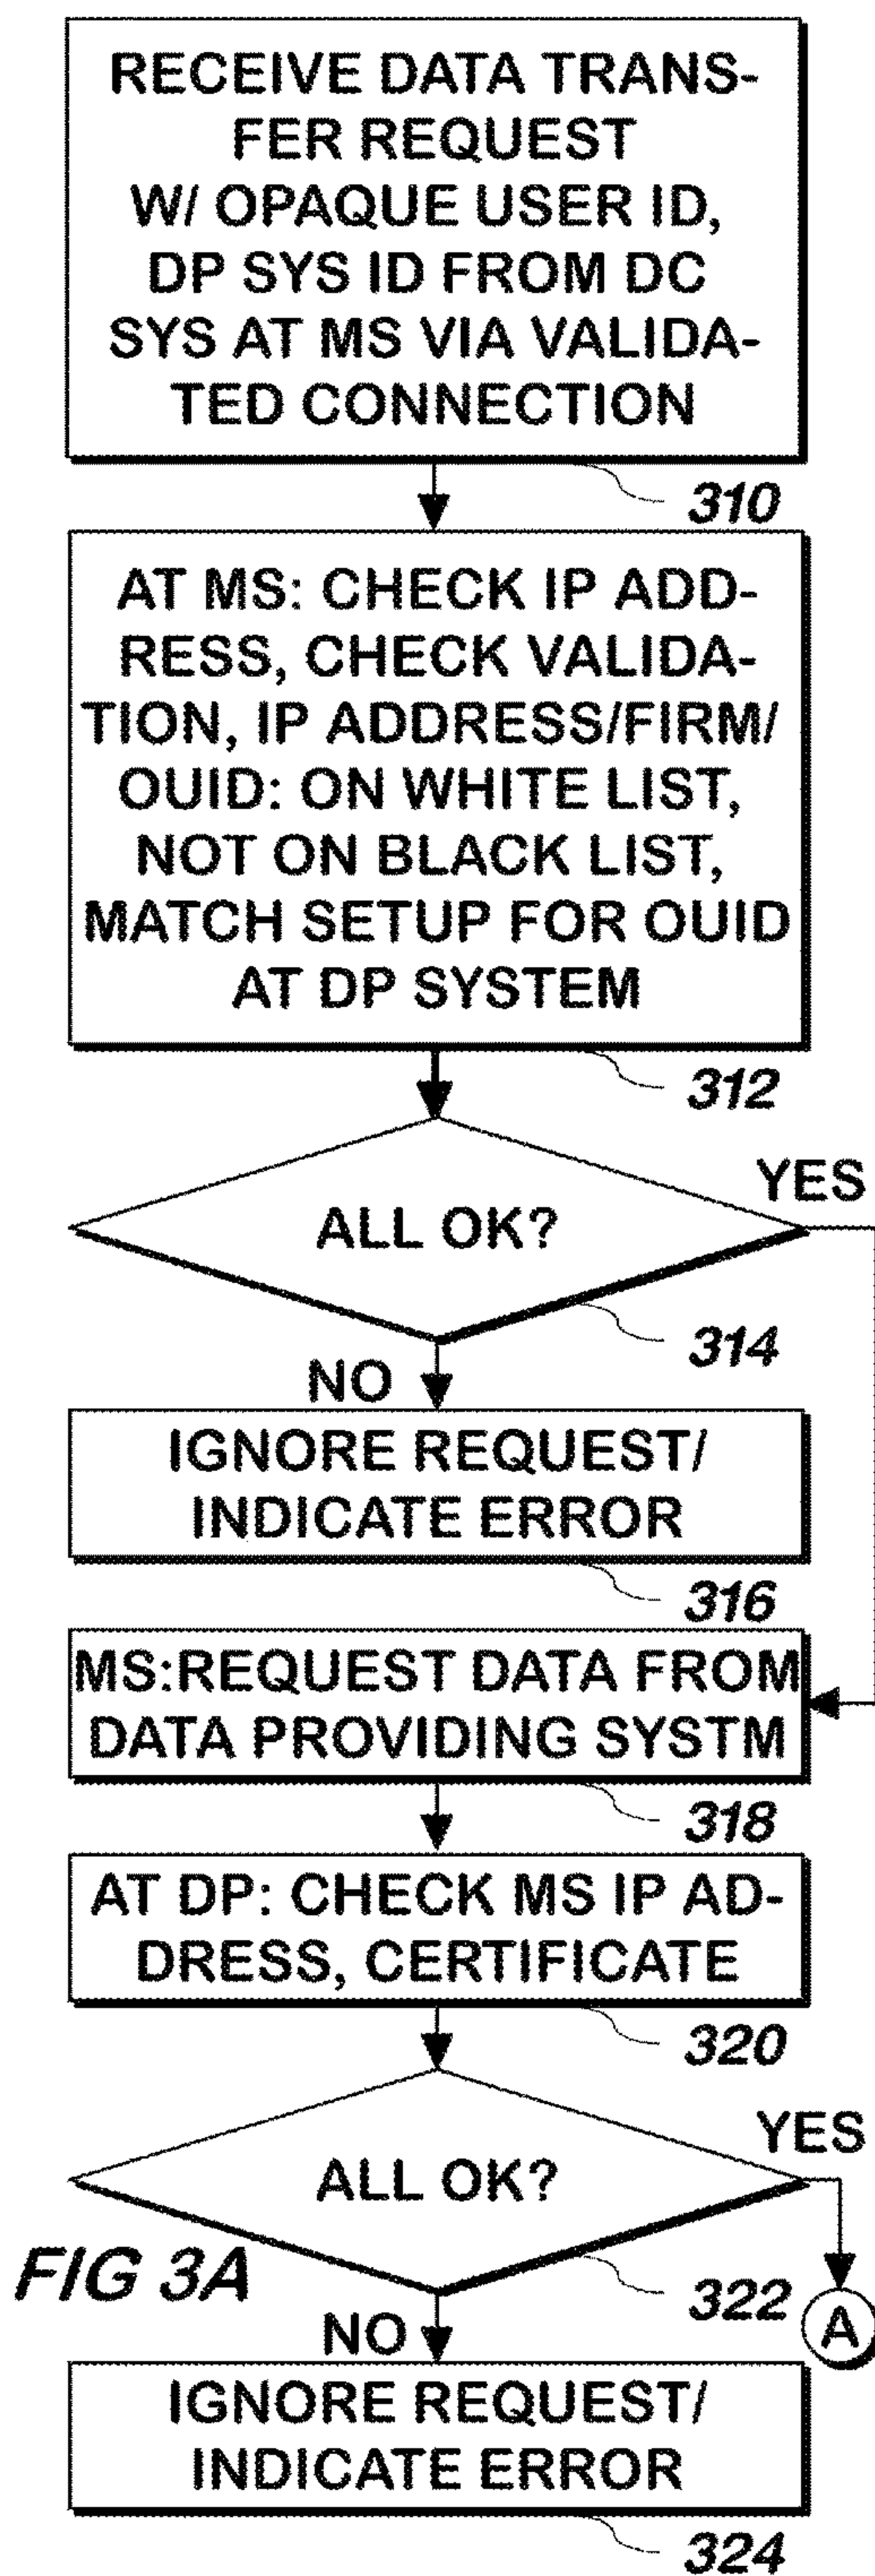 RECEIVE DATA TRANS-
FER REQUEST
W/ OPAQUE USER ID,
DP SYS ID FROM DC
SYS AT MS VIA VALIDA-
TED CONNECTION
310
AT MS: CHECK IP ADD-
RESS, CHECK VALIDA-
TION, IP ADDRESS/FIRM/
OUID: ON WHITE LIST,
NOT ON BLACK LIST,
MATCH SETUP FOR OUID
AT DP SYSTEM
312
YES
ALL OK?
314
NO
IGNORE REQUEST/
INDICATE ERROR
316
MS:REQUEST DATA FROM
DATA PROVIDING SYSTM
318
AT DP: CHECK MS IP AD-
DRESS, CERTIFICATE
320
YES
ALL OK?
FIG 3A
322
A
NO
IGNORE REQUEST/
INDICATE ERROR
324